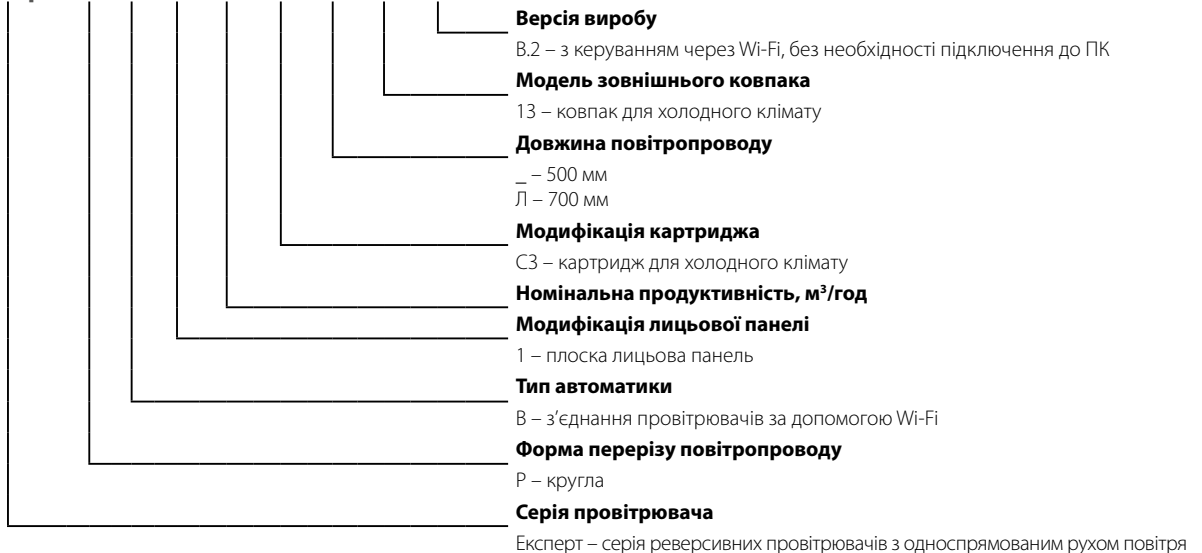 Версія виробу
В.2 – з керуванням через Wi-Fi, без необхідності підключення до ПК
Модель зовнішнього ковпака
13 – ковпак для холодного клімату
Довжина повітропроводу
_ – 500 мм
Л – 700 мм
Модифікація картриджа
С3 – картридж для холодного клімату
Номінальна продуктивність, м³/год
Модифікація лицьової панелі
1 – плоска лицьова панель
Тип автоматики
В – з’єднання провітрювачів за допомогою Wi-Fi
Форма перерізу повітропроводу
Р – кругла
Серія провітрювача
Експерт – серія реверсивних провітрювачів з односпрямованим рухом повітря